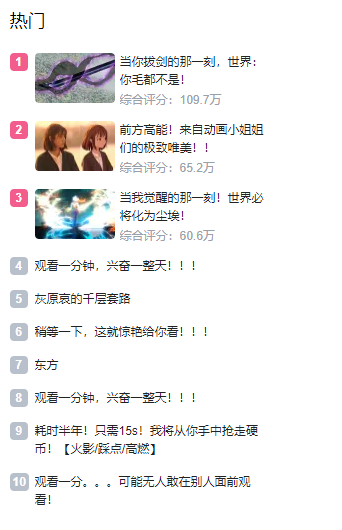 热门
1
当你拔剑的那一刻，世界：
你毛都不是！
综合评分：109.7万
2
前方高能！来自动画小姐姐
们的极致唯美！！
综合评分：65.2万
3
当我觉醒的那一刻！世界必
将化为尘埃！
综合评分：60.6万
4 观看一分钟，兴奋一整天！！！
5 灰原哀的千层套路
6 稍等一下，这就惊艳给你看！！！
7 东方
8 观看一分钟，兴奋一整天！！！
9 耗时半年！只需15s！我将从你手中抢走硬
币！【火影/踩点/高燃】
10 观看一分。。。可能无人敢在别人面前观
看！